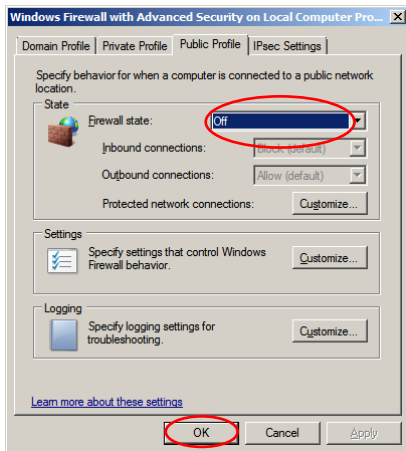 Windows Firewall with Advanced Security on Local Computer Pro...
Domain Profile Private Profile Public Profile IPsec Settings
Specify behavior for when a computer is connected to a public network
location.
State
Firewall state: Off
Inbound connections: Block (default)
Outbound connections: Allow (default)
Protected network connections: Customize...
Settings
Specify settings that control Windows
Firewall behavior.
Customize...
Logging
Specify logging settings for
troubleshooting.
Customize...
Learn more about these settings
OK Cancel Apply